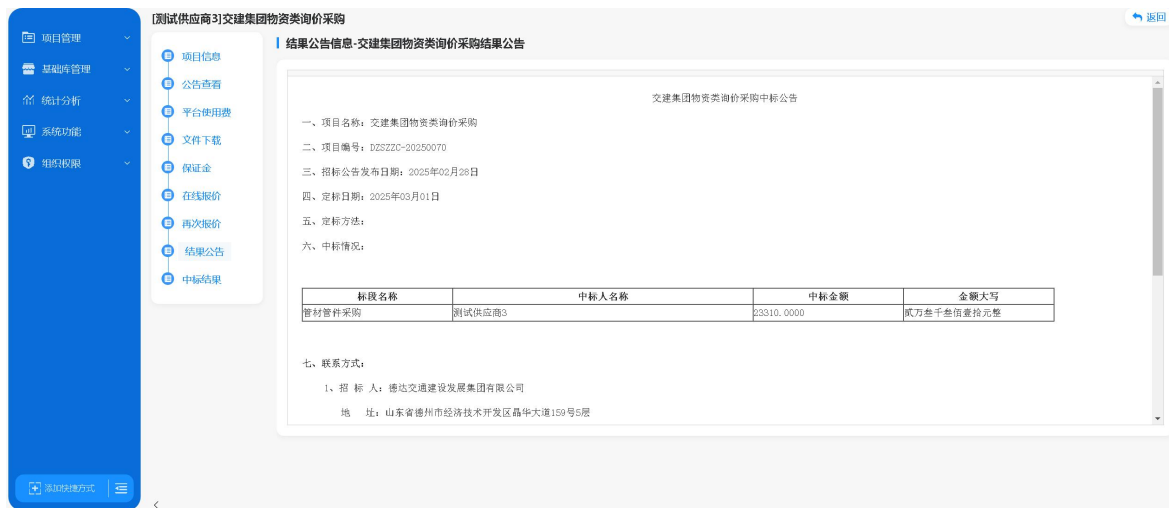 [测试供应商3]交建集团物资类询价采购
返回
项目管理
基础库管理
统计分析
系统功能
组织权限
添加快捷方式
项目信息
公告查看
平台使用费
文件下载
保证金
在线报价
再次报价
结果公告
中标结果
结果公告信息-交建集团物资类询价采购结果公告
交建集团物资类询价采购中标公告
一、项目名称：交建集团物资类询价采购
二、项目编号：DZSZZC-20250070
三、招标公告发布日期：2025年02月28日
四、定标日期：2025年03月01日
五、定标方法：
六、中标情况：
标段名称 中标人名称 中标金额 金额大写
管材管件采购 测试供应商3 23310.0000 贰万叁千叁佰壹拾元整
七、联系方式：
1、招 标 人：德达交通建设发展集团有限公司
地 址：山东省德州市经济技术开发区晶华大道159号5层